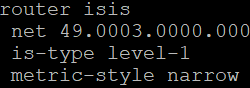 router isis
net 49.0003.0000.000
is-type level-1
metric-style narrow